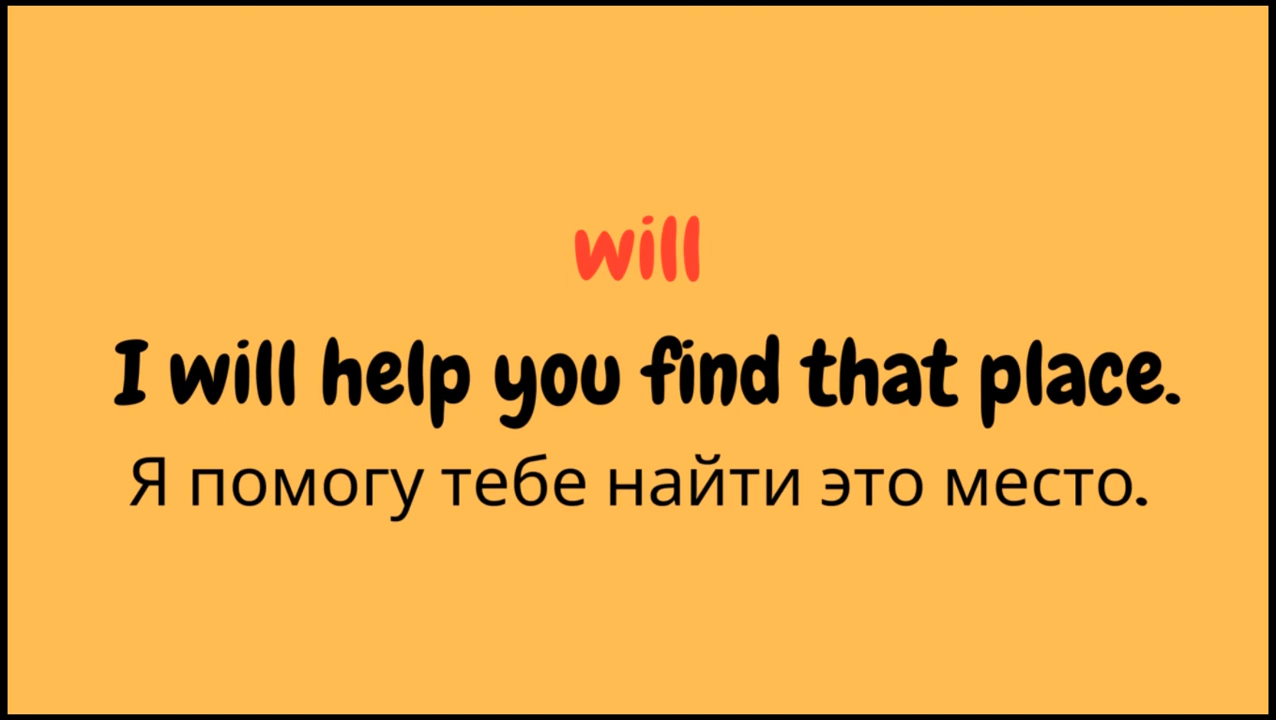 will
I will help you find that place.
Я помогу тебе найти это место.